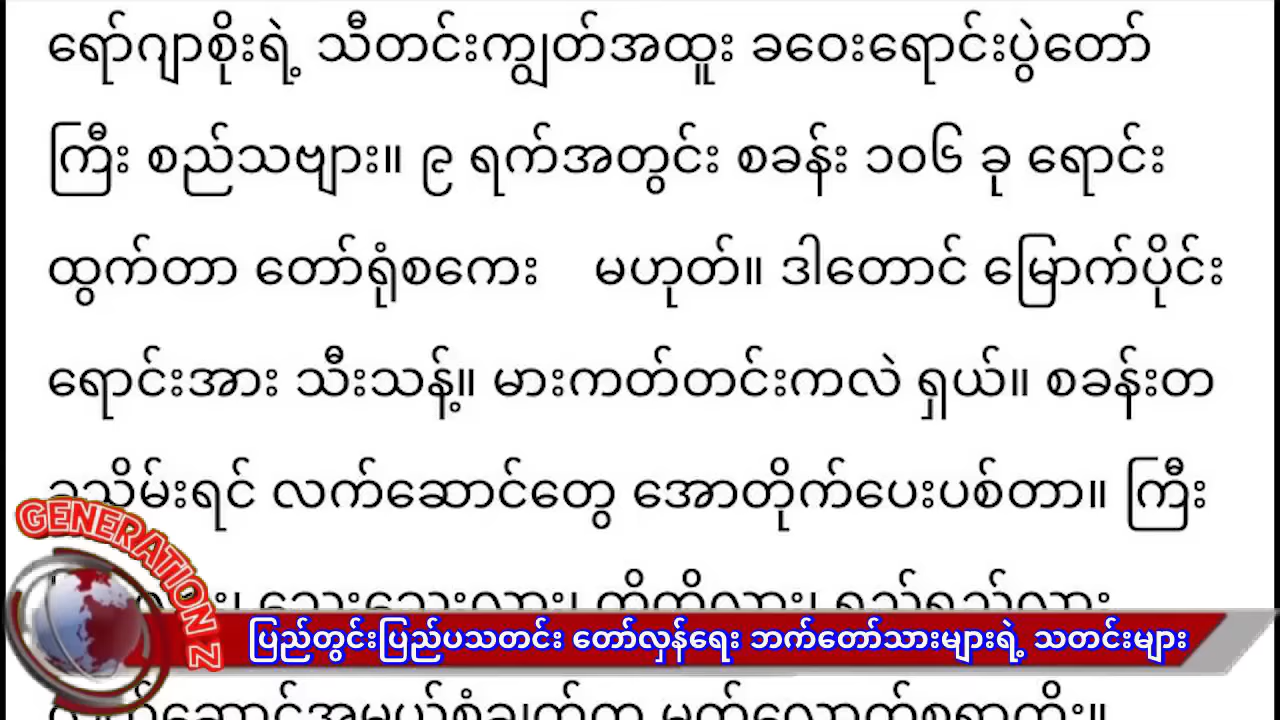 ရော်ဂျာစိုးရဲ့ သီတင်းကျွတ်အထူး ခဝေးရောင်းပွဲတော်
ကြီး စည်သဗျား။ ၉ ရက်အတွင်း စခန်း ၁၀၆ ခု ရောင်း
ထွက်တာ တော်ရုံစကေး မဟုတ်။ ဒါတောင် မြောက်ပိုင်း
ရောင်းအား သီးသန့်။ မားကတ်တင်းကလဲ ရှယ်။ စခန်းတ
ခုသိမ်းရင် လက်ဆောင်တွေ အောတိုက်ပေးပစ်တာ။ ကြီး
GENERATION Z
ပြည်တွင်းပြည်ပသတင်း တော်လှန်ရေး ဘက်တော်သားများရဲ့ သတင်းများ